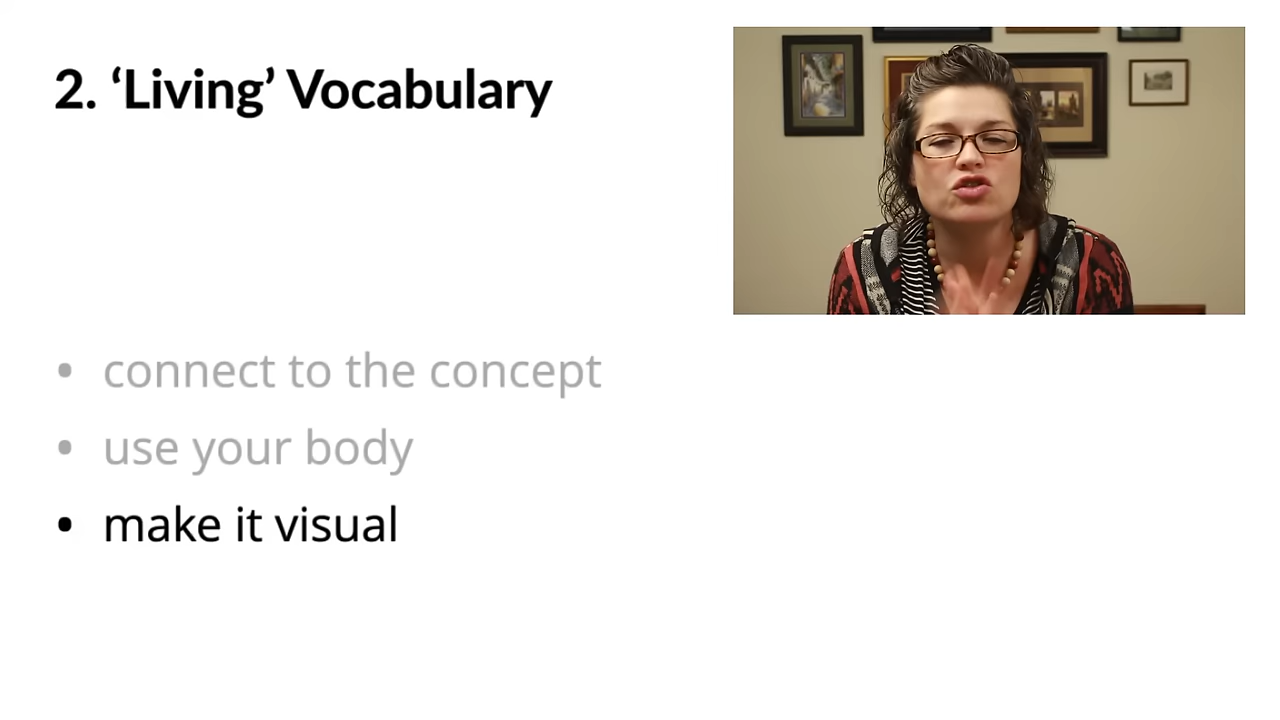 2. ‘Living’ Vocabulary
• connect to the concept
• use your body
• make it visual